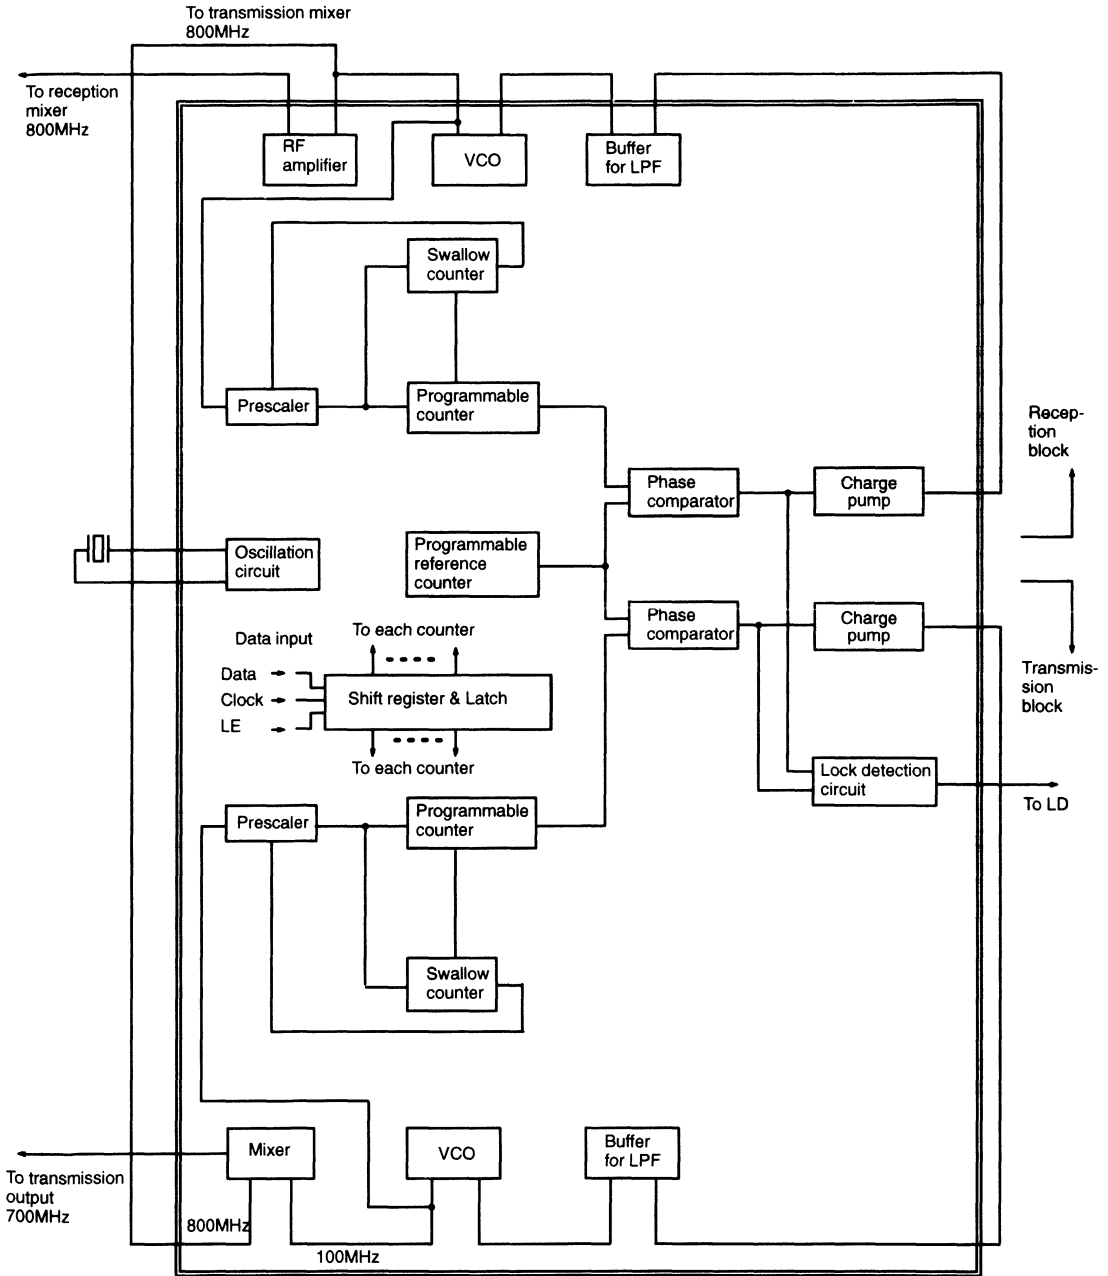 To transmission mixer
800MHz
To reception
mixer
800MHz
RF
amplifier
VCO
Buffer
for LPF
Swallow
counter
Prescaler
Programmable
counter
Recep-
tion
block
Phase
comparator
Charge
pump
Oscillation
circuit
Programmable
reference
counter
Phase
comparator
Charge
pump
Data input
To each counter
Data
Clock
LE
Shift register & Latch
To each counter
Transmis-
sion
block
Lock detection
circuit
To LD
Prescaler
Programmable
counter
Swallow
counter
Mixer
VCO
Buffer
for LPF
To transmission
output
700MHz
800MHz
100MHz